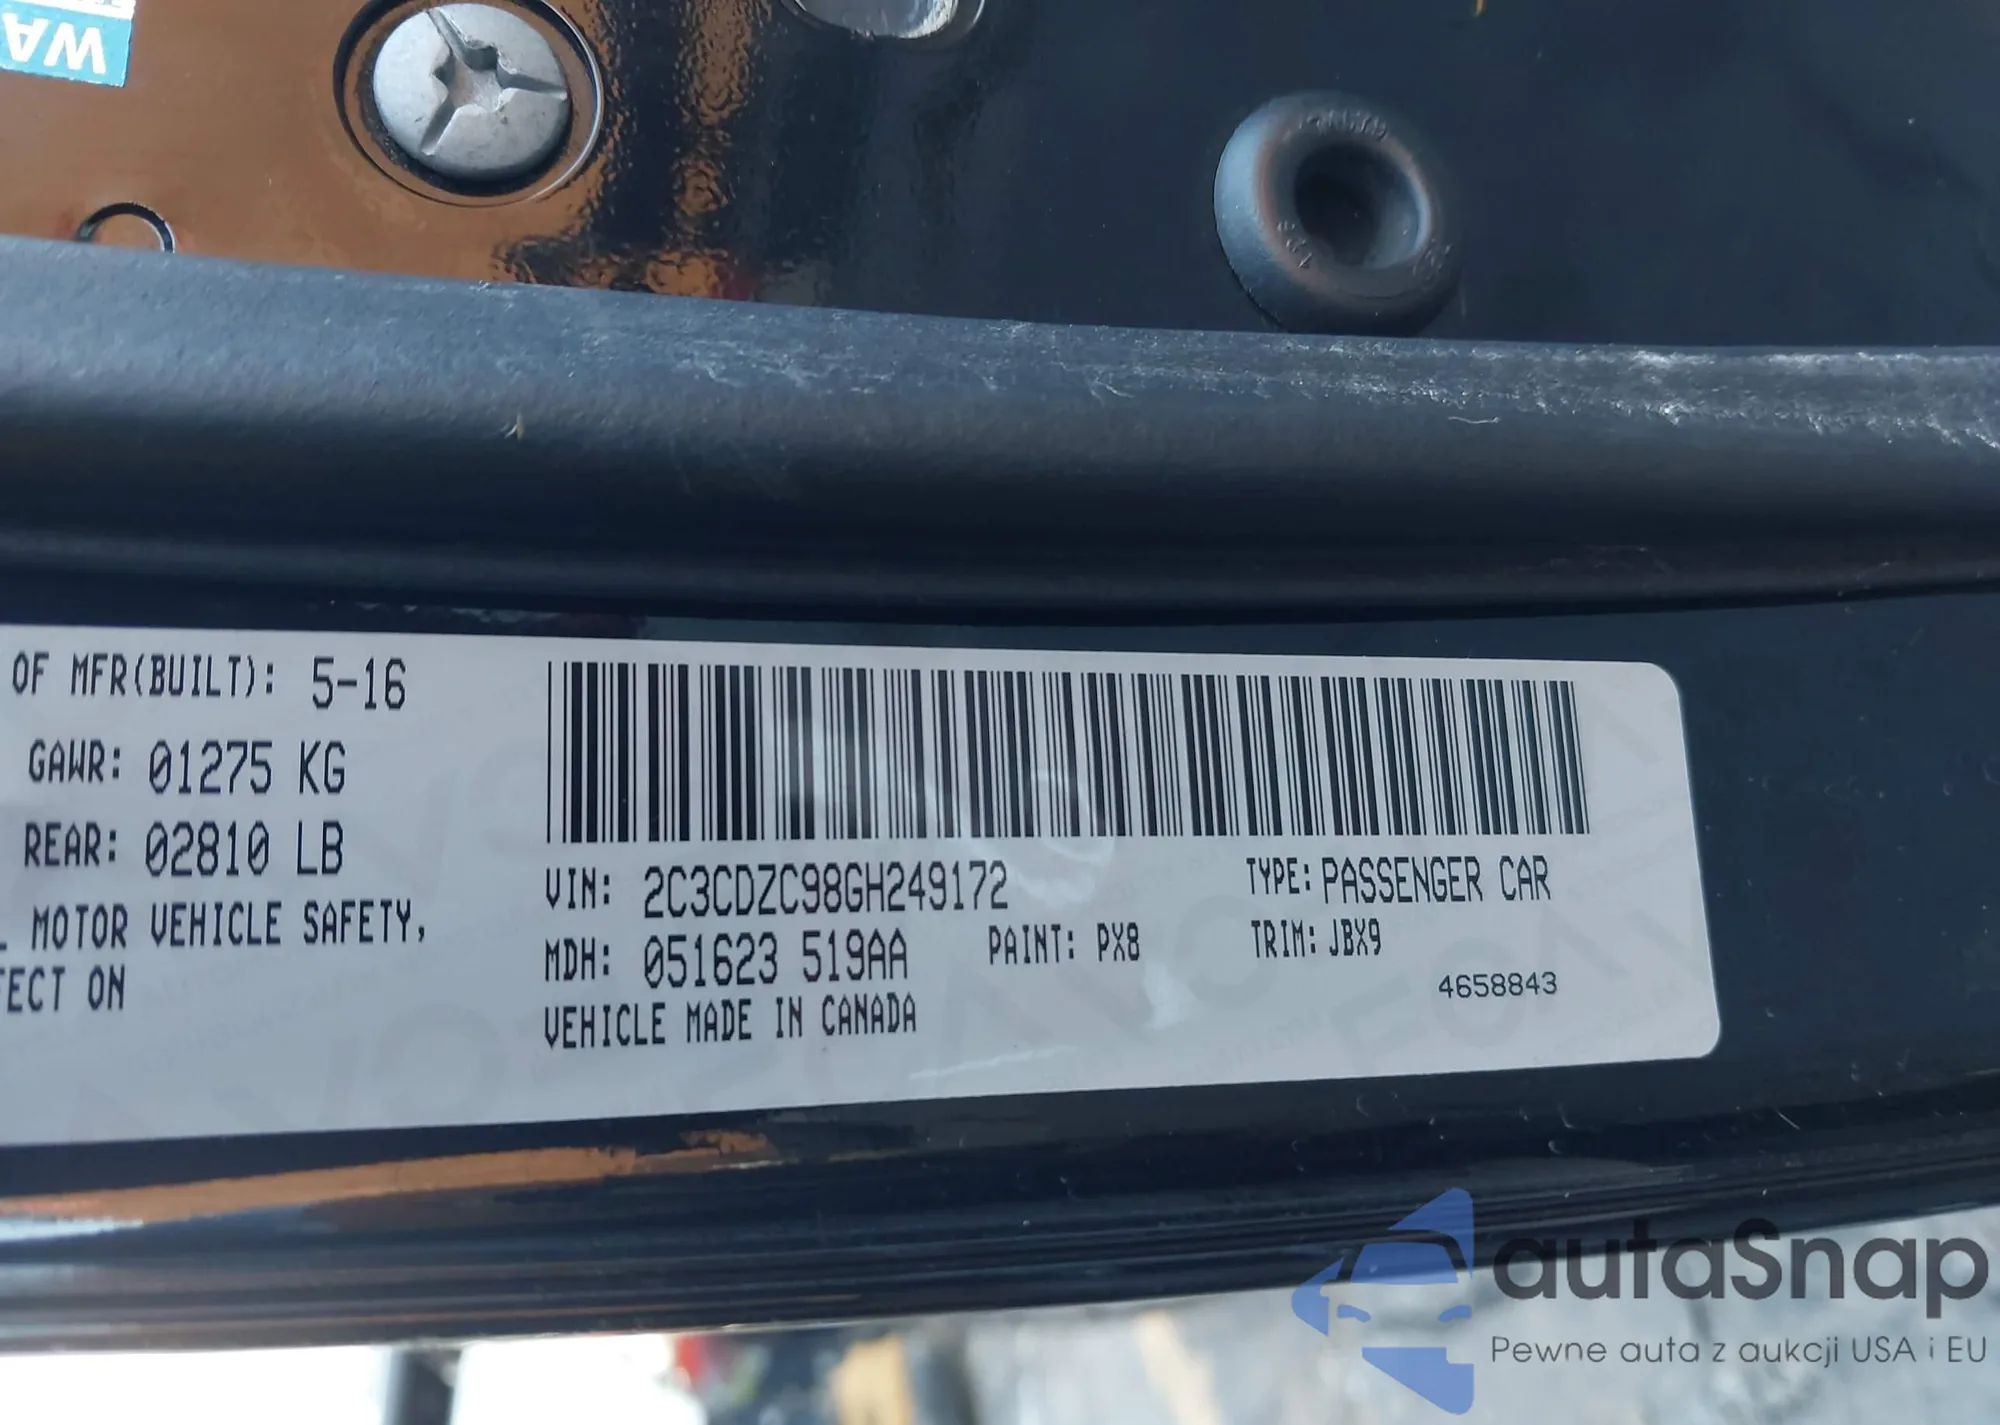 WA
OF MFR(BUILT): 5-16
GAWR: 01275 KG
REAR: 02810 LB
MOTOR VEHICLE SAFETY,
FECT ON
VIN: 2C3CDZC98GH249172
TYPE: PASSENGER CAR
MDH: 051623 519AA
PAINT: PX8
TRIM: JBX9
VEHICLE MADE IN CANADA
4658843
autaSnap
Pewne auta z aukcji USA i EU